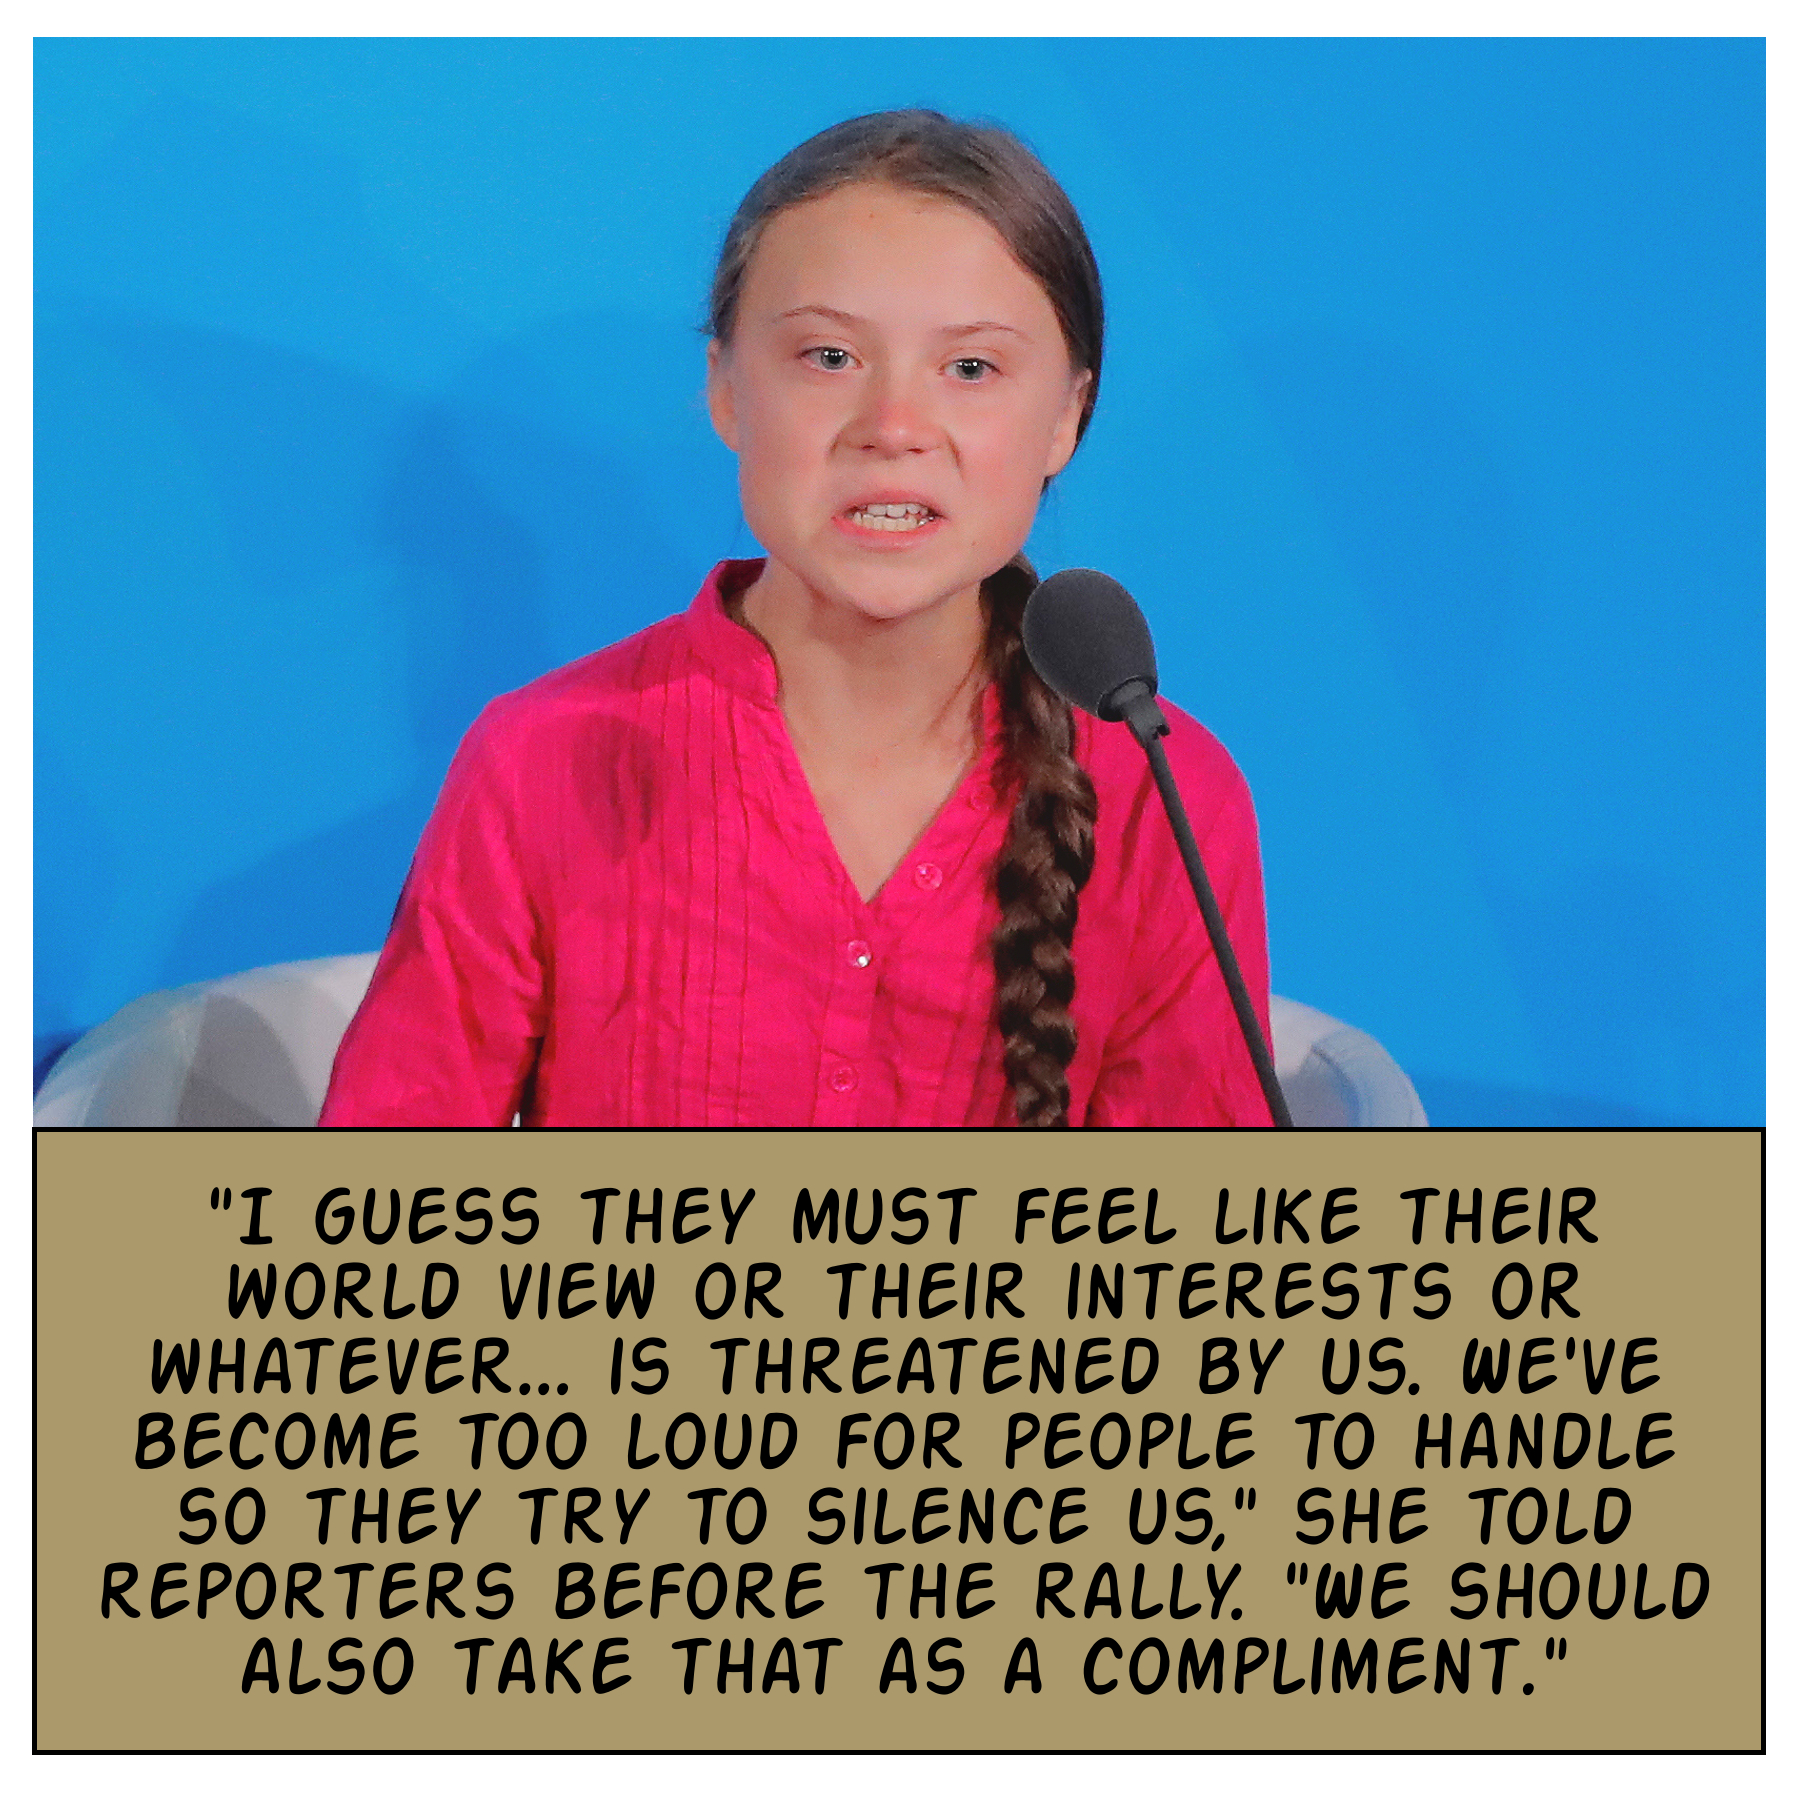 "I GUESS THEY MUST FEEL LIKE THEIR
WORLD VIEW OR THEIR INTERESTS OR
WHATEVER... IS THREATENED BY US. WE'VE
BECOME TOO LOUD FOR PEOPLE TO HANDLE
SO THEY TRY TO SILENCE US," SHE TOLD
REPORTERS BEFORE THE RALLY. "WE SHOULD
ALSO TAKE THAT AS A COMPLIMENT."